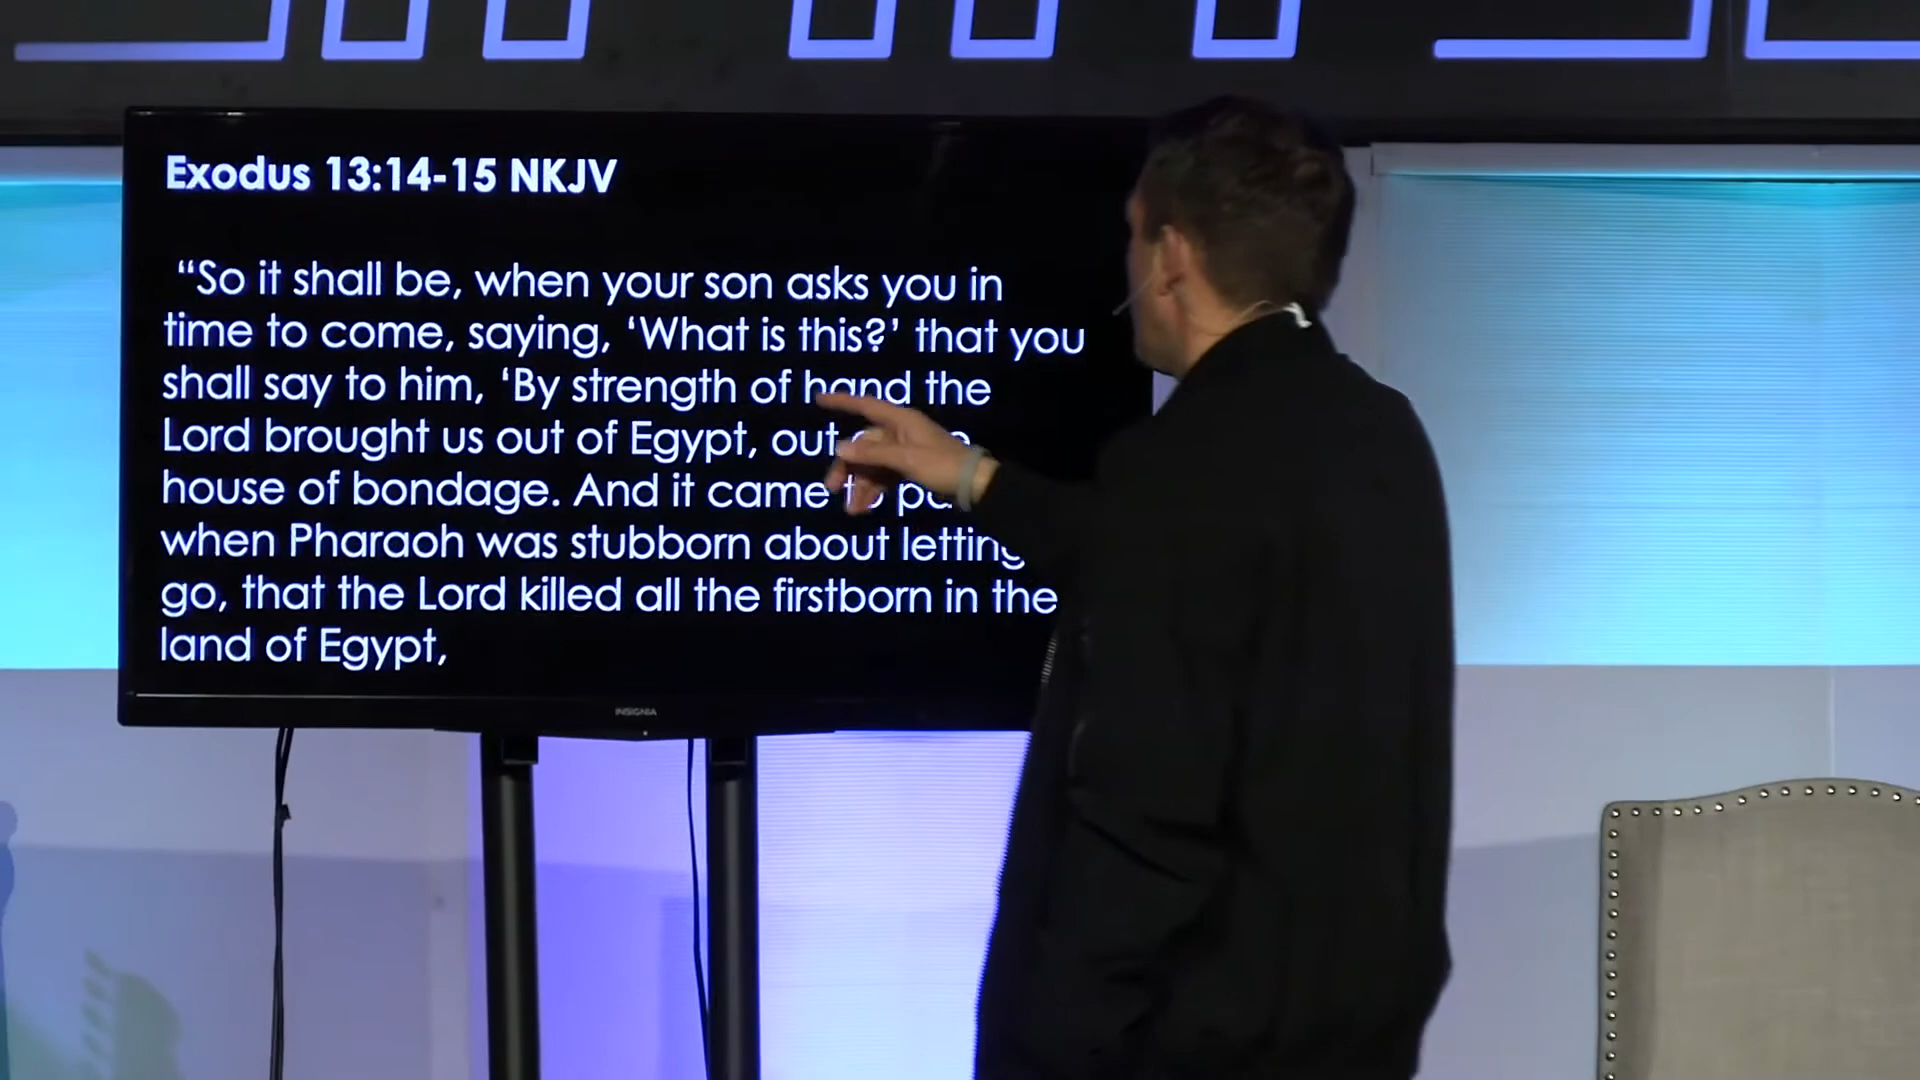 Exodus 13:14-15 NKJV
“So it shall be, when your son asks you in
time to come, saying, ‘What is this?’ that you
shall say to him, ‘By strength of hand the
Lord brought us out of Egypt, out
house of bondage. And it came to
when Pharaoh was stubborn about letting
go, that the Lord killed all the firstborn in the
land of Egypt,
INSIGNIA